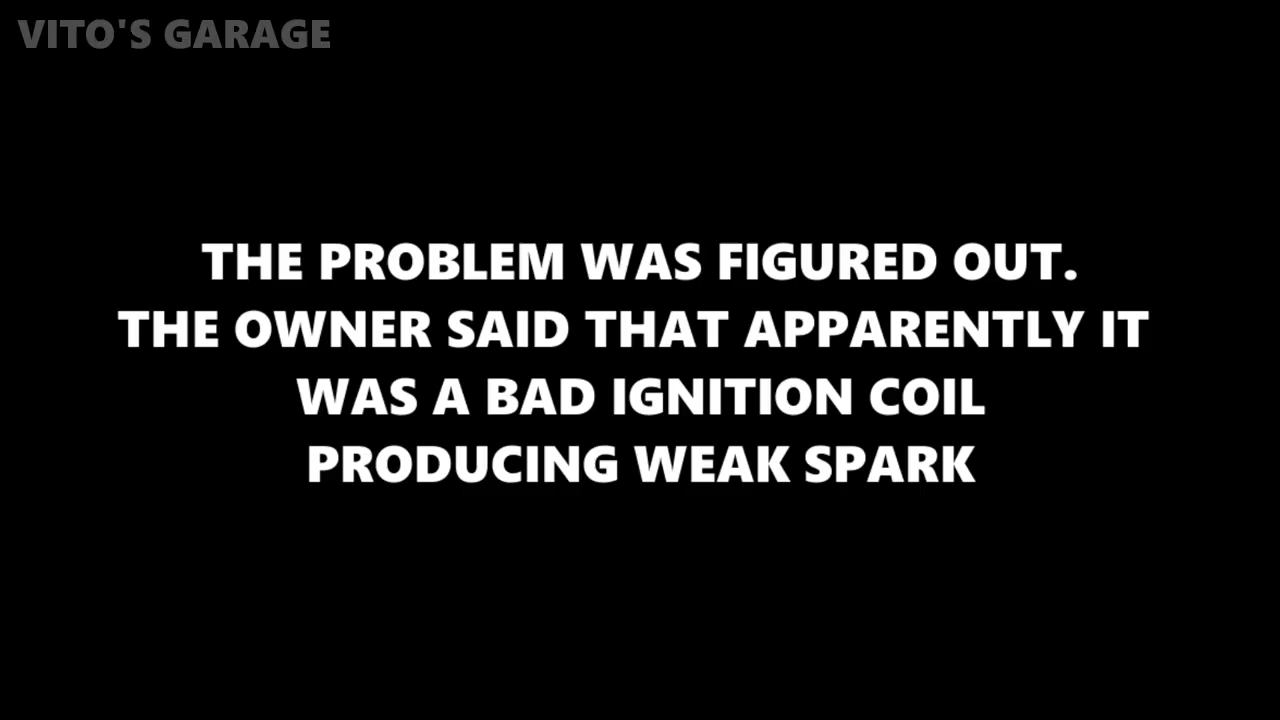 VITO'S GARAGE
THE PROBLEM WAS FIGURED OUT.
THE OWNER SAID THAT APPARENTLY IT
WAS A BAD IGNITION COIL
PRODUCING WEAK SPARK